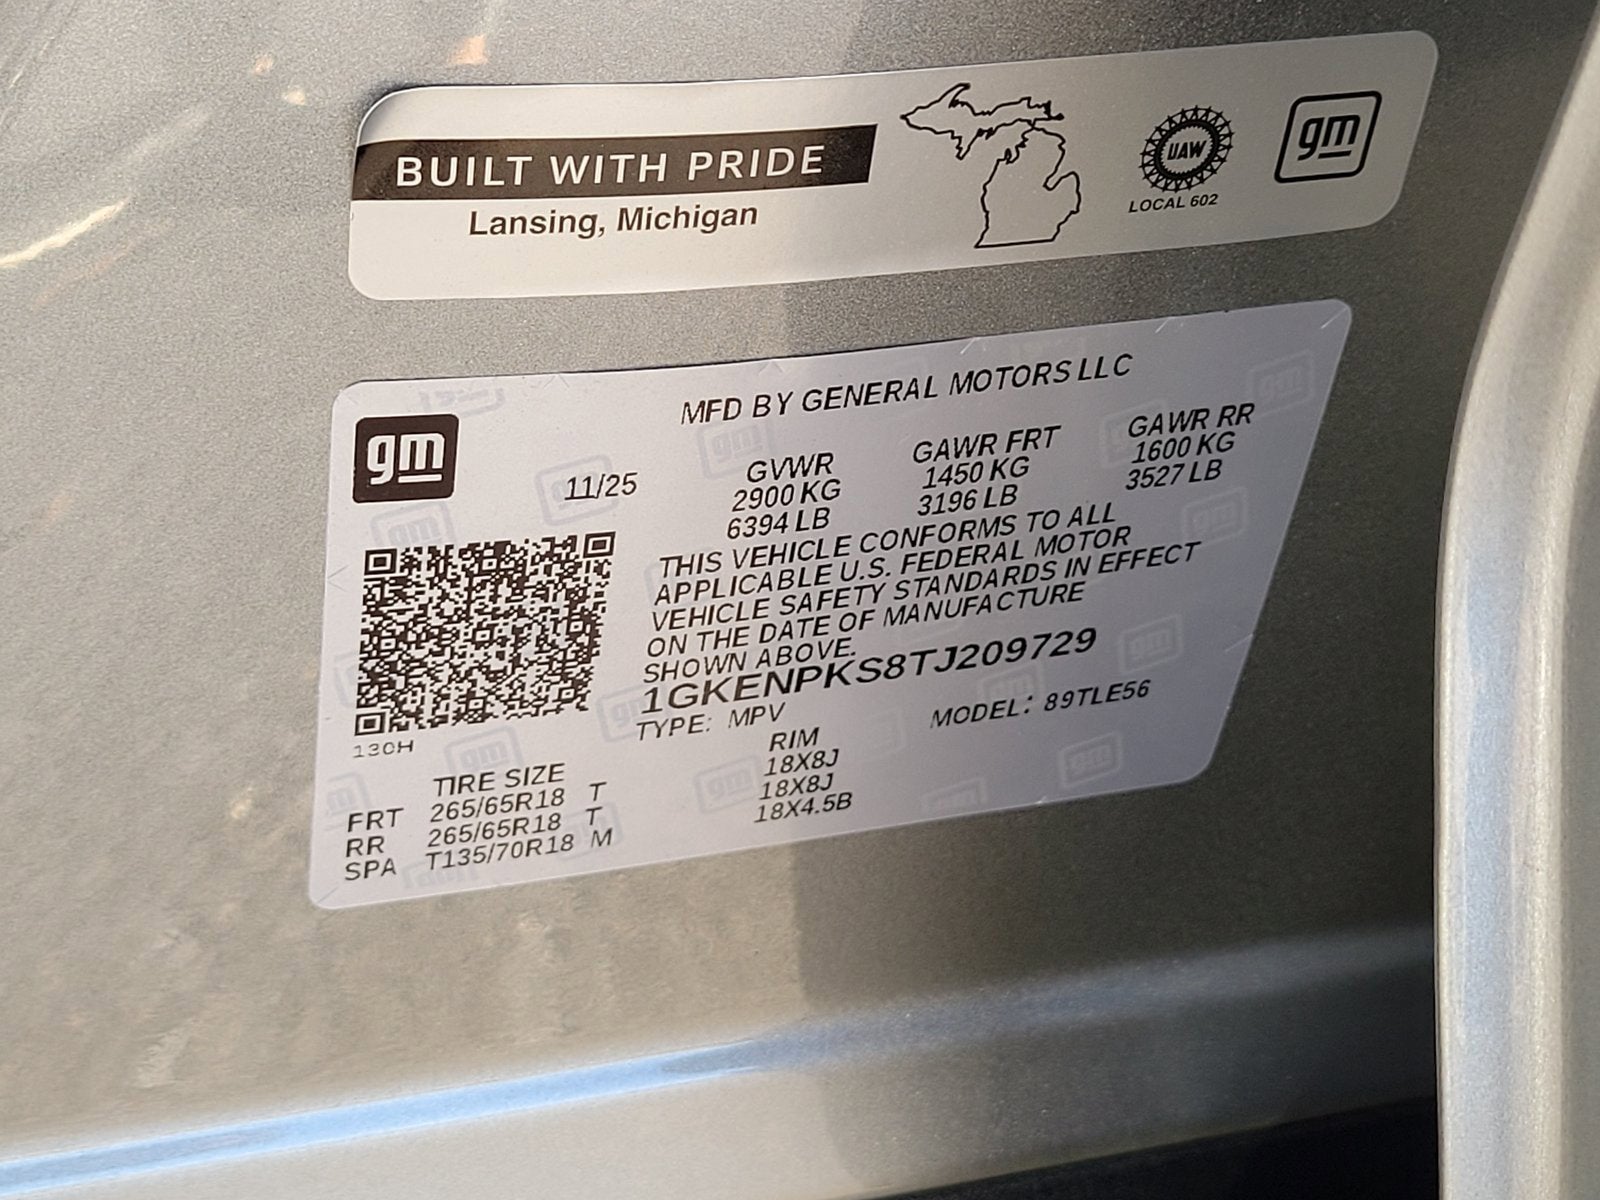 BUILT WITH PRIDE
Lansing, Michigan
UAW
LOCAL 602
gm
gm
MFD BY GENERAL MOTORS LLC
11/25
GVWR
2900 KG
6394 LB
GAWR FRT
1450 KG
3196 LB
GAWR RR
1600 KG
3527 LB
THIS VEHICLE CONFORMS TO ALL
APPLICABLE U.S. FEDERAL MOTOR
VEHICLE SAFETY STANDARDS IN EFFECT
ON THE DATE OF MANUFACTURE
SHOWN ABOVE.
1GKENPKS8TJ209729
TYPE: MPV MODEL: 89TLE56
130H
TIRE SIZE RIM
FRT 265/65R18 T 18X8J
RR 265/65R18 T 18X8J
SPA T135/70R18 M 18X4.5B